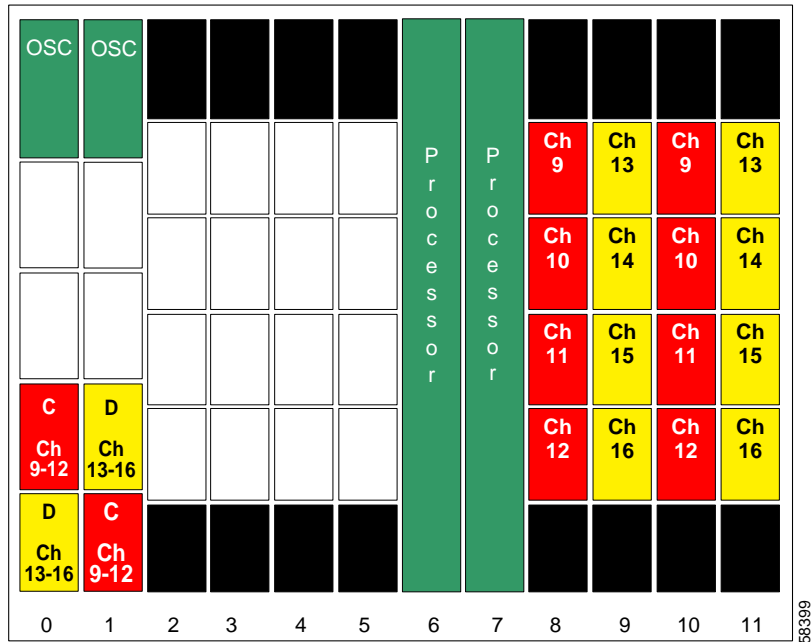 OSC OSC
Processor
Processor
Ch 9
Ch 13
Ch 9
Ch 13
Ch 10
Ch 14
Ch 10
Ch 14
Ch 11
Ch 15
Ch 11
Ch 15
Ch 12
Ch 16
Ch 12
Ch 16
C
Ch
9-12
D
Ch
13-16
D
Ch
13-16
C
Ch
9-12
0 1 2 3 4 5 6 7 8 9 10 11
58399